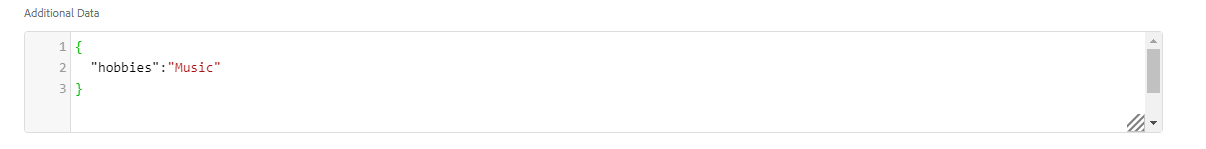 Additional Data
1 {
2   "hobbies":"Music"
3 }